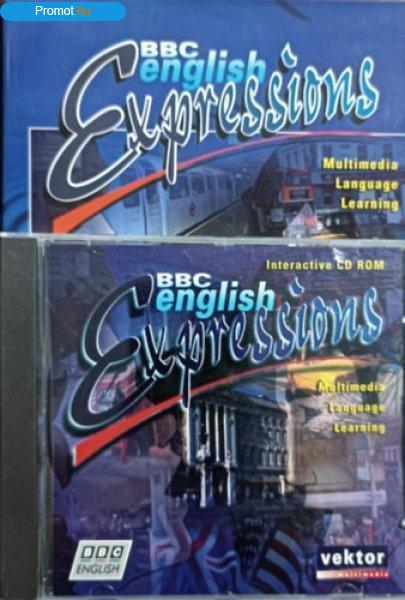 Promot.hu
BBC
english
Expressions
Multimedia
Language
Learning
Interactive CD ROM
BBC
english
Expressions
Multimedia
Language
Learning
BBC
ENGLISH
vektor
multimedia